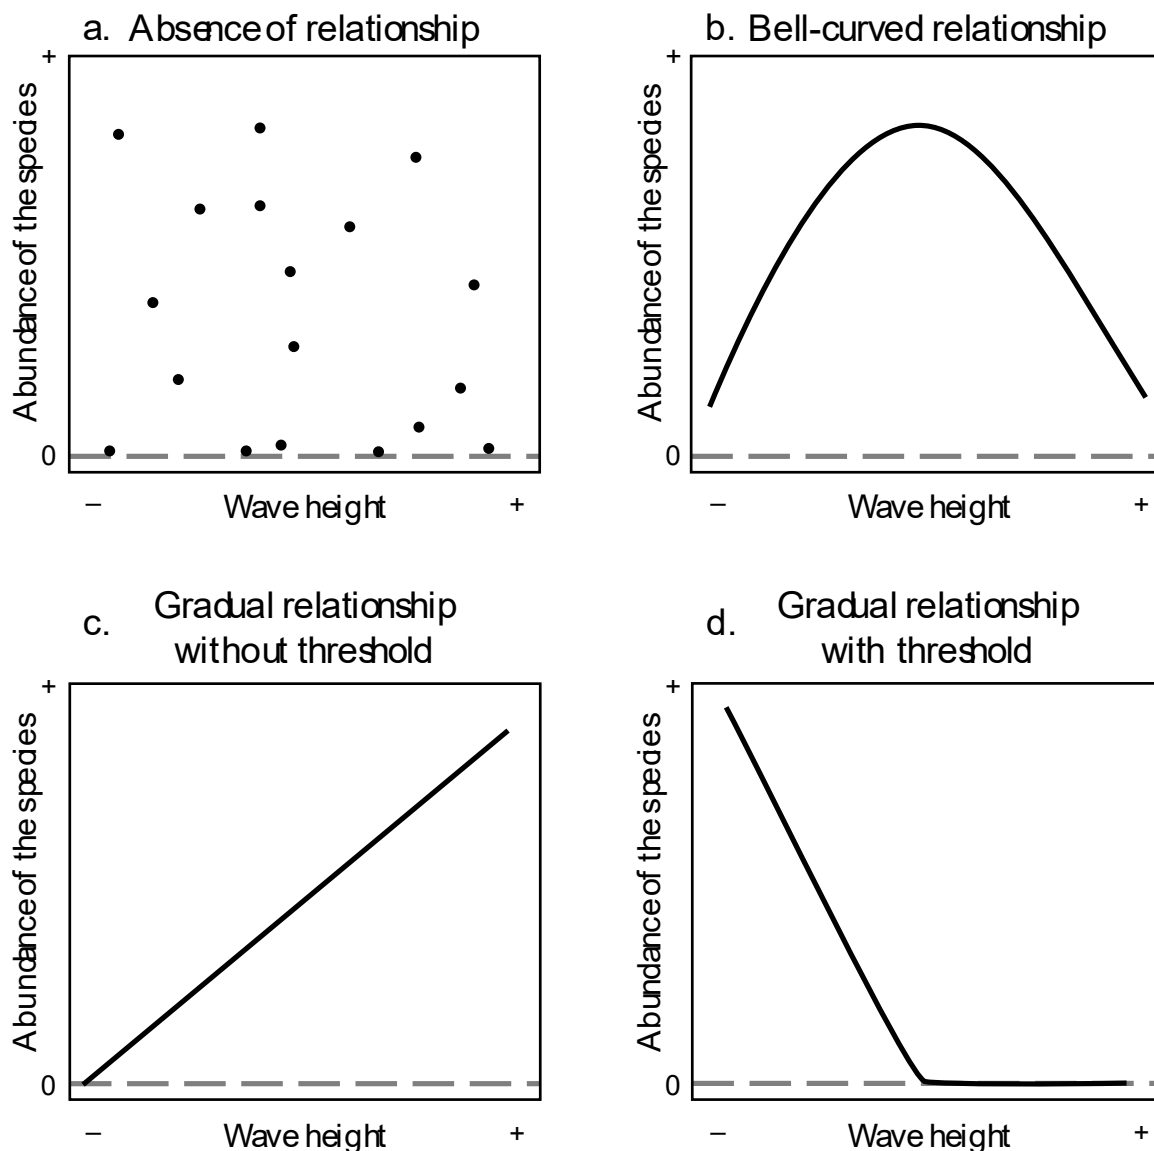 a. Absence of relationship
+
Abundance of the species
0
– Wave height +
b. Bell-curved relationship
+
Abundance of the species
0
– Wave height +
c. Gradual relationship
without threshold
+
Abundance of the species
0
– Wave height +
d. Gradual relationship
with threshold
+
Abundance of the species
0
– Wave height +